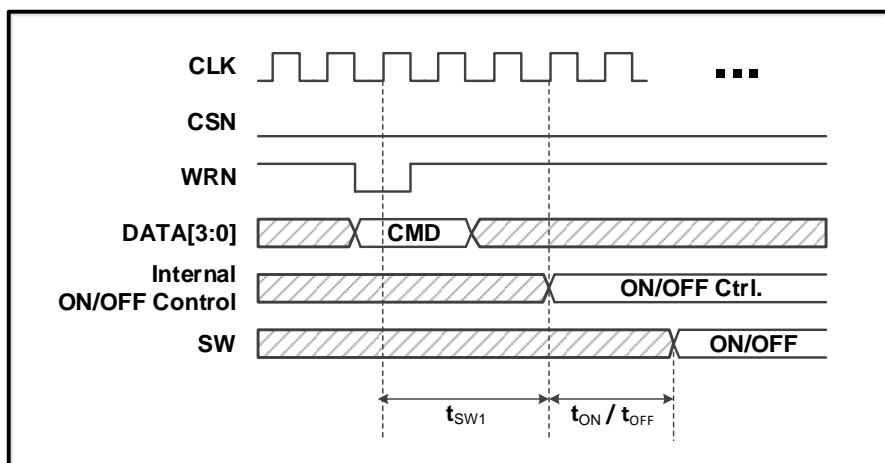 CLK
...
CSN
WRN
DATA[3:0]
CMD
Internal
ON/OFF Control
ON/OFF Ctrl.
SW
ON/OFF
tSW1
tON / tOFF